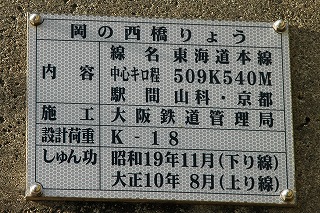 岡の西橋りょう
線名 東海道本線
内容 中心キロ程 509K540M
駅間 山科・京都
施工 大阪鉄道管理局
設計荷重 K-18
しゅん功 昭和19年11月(下り線)
大正10年 8月(上り線)